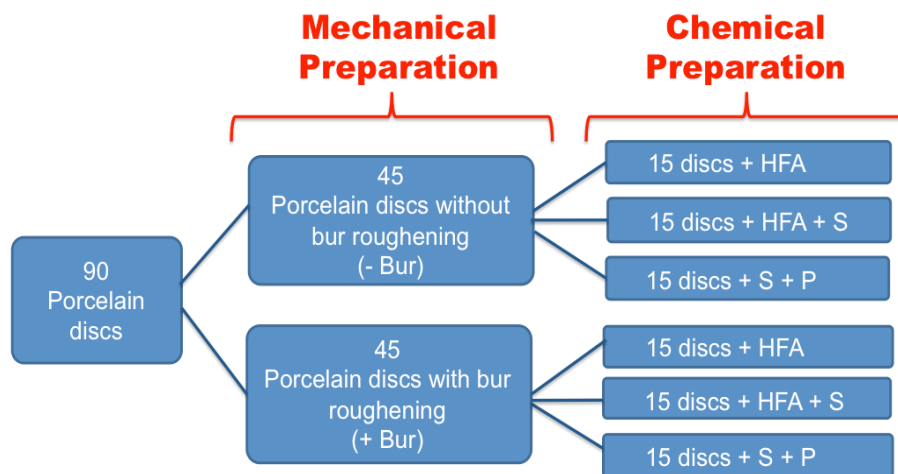 Mechanical
Preparation
Chemical
Preparation
90
Porcelain
discs
45
Porcelain discs without
bur roughening
(- Bur)
15 discs + HFA
15 discs + HFA + S
15 discs + S + P
45
Porcelain discs with bur
roughening
(+ Bur)
15 discs + HFA
15 discs + HFA + S
15 discs + S + P